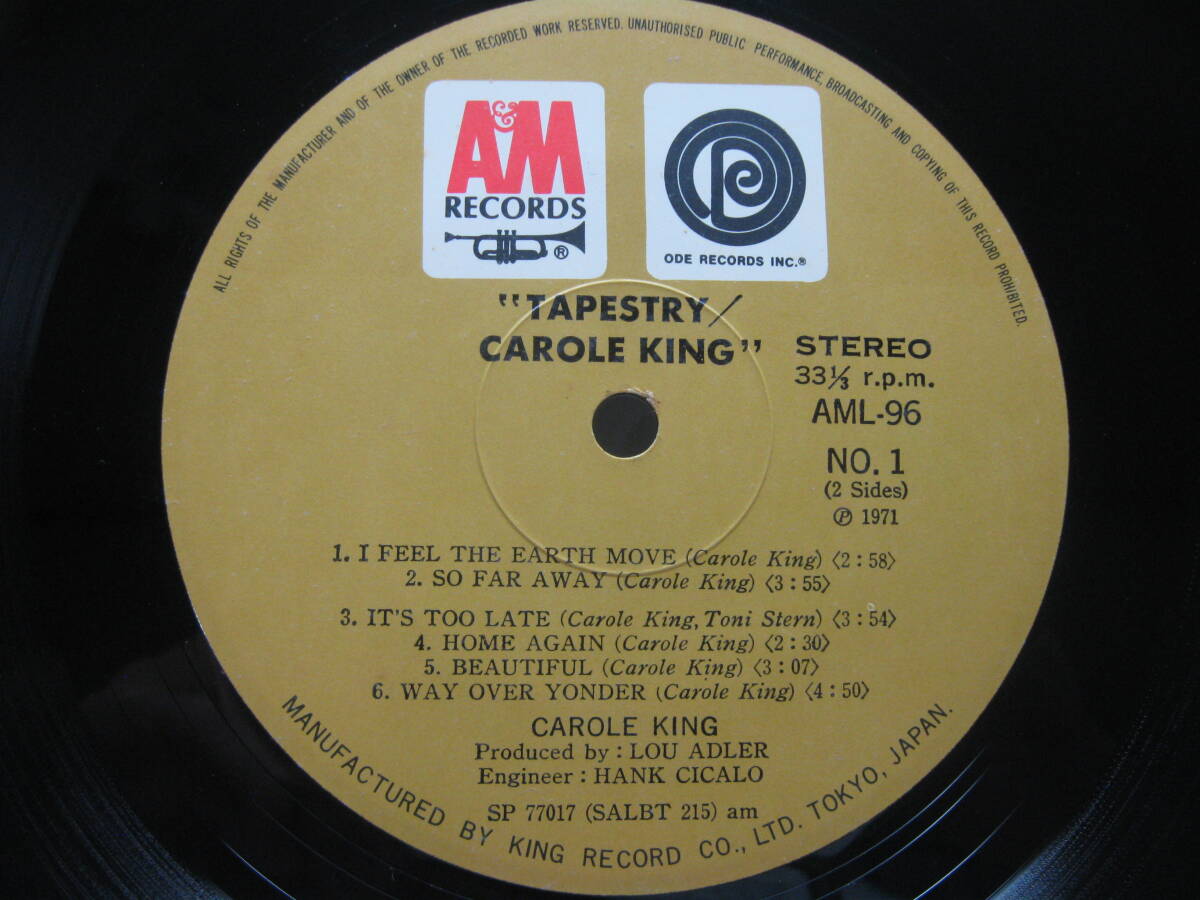 ALL RIGHTS OF THE MANUFACTURER AND OF THE OWNER OF THE RECORDED WORK RESERVED. UNAUTHORISED PUBLIC PERFORMANCE, BROADCASTING AND COPYING OF THIS RECORD PROHIBITED.
A&M
RECORDS
®
ODE RECORDS INC.®
"TAPESTRY/
CAROLE KING"
STEREO
33⅓ r.p.m.
AML-96
NO. 1
(2 Sides)
℗ 1971
1. I FEEL THE EARTH MOVE (Carole King) 〈2:58〉
2. SO FAR AWAY (Carole King) 〈3:55〉
3. IT'S TOO LATE (Carole King, Toni Stern) 〈3:54〉
4. HOME AGAIN (Carole King) 〈2:30〉
5. BEAUTIFUL (Carole King) 〈3:07〉
6. WAY OVER YONDER (Carole King) 〈4:50〉
CAROLE KING
Produced by : LOU ADLER
Engineer : HANK CICALO
SP 77017 (SALBT 215) am
MANUFACTURED BY KING RECORD CO., LTD. TOKYO, JAPAN.